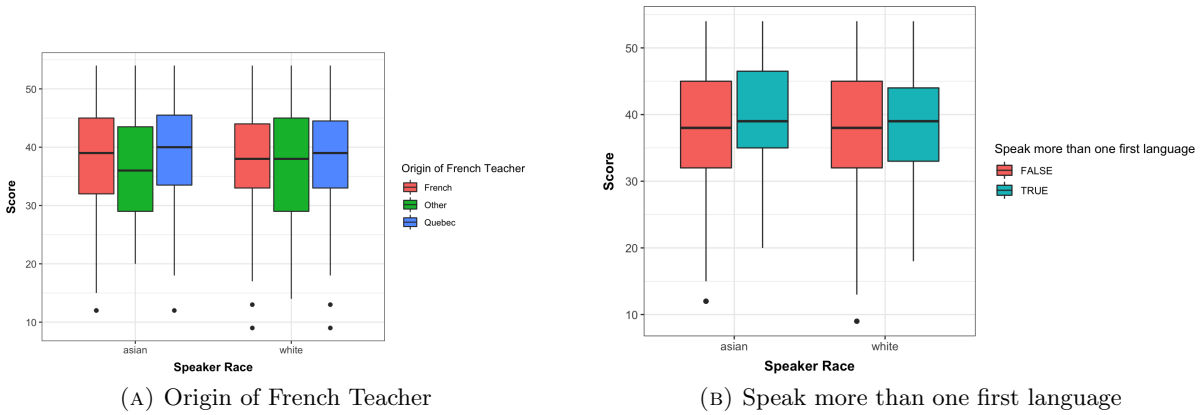 50
40
30
20
10
Score
asian
white
Speaker Race
Origin of French Teacher
French
Other
Quebec
(A) Origin of French Teacher
50
40
30
20
10
Score
asian
white
Speaker Race
Speak more than one first language
FALSE
TRUE
(B) Speak more than one first language